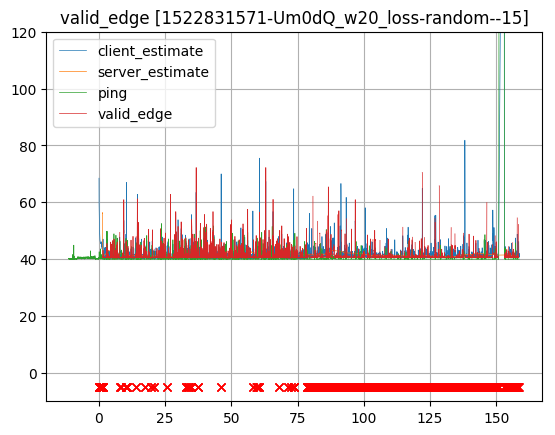 valid_edge [1522831571-Um0dQ_w20_loss-random--15]
client_estimate
server_estimate
ping
valid_edge
120
100
80
60
40
20
0
0 25 50 75 100 125 150